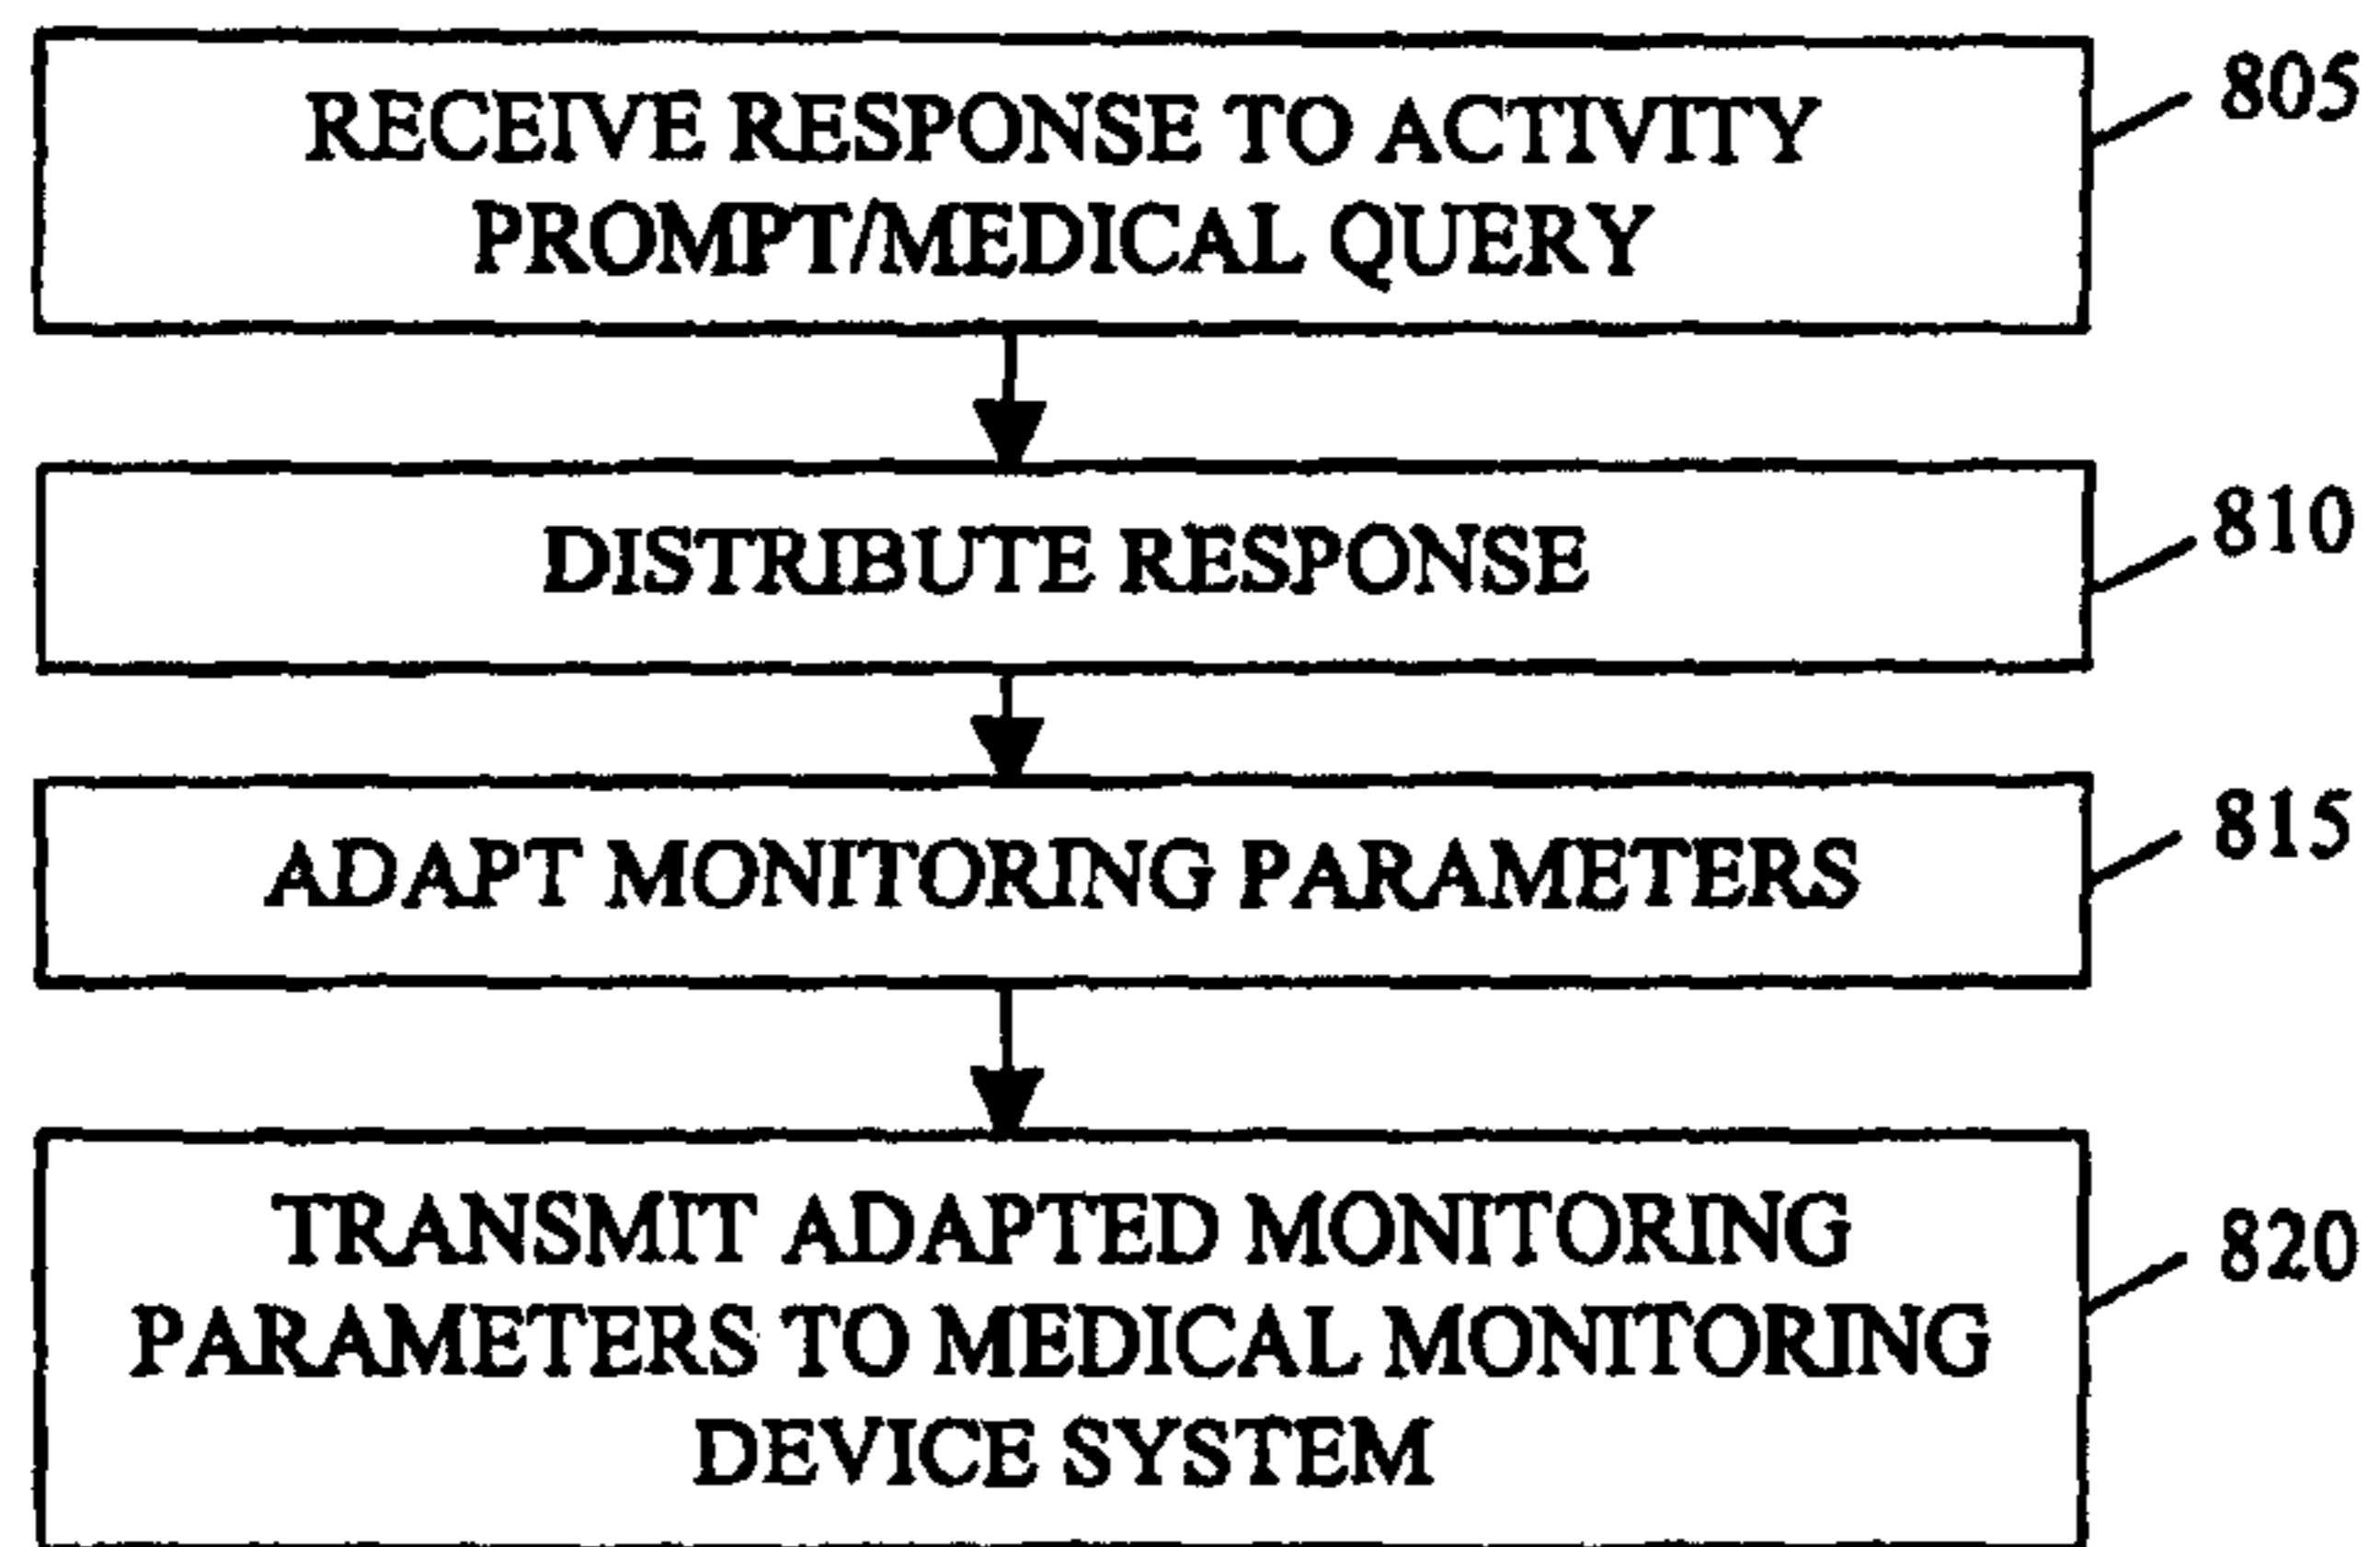 RECEIVE RESPONSE TO ACTIVITY
PROMPT/MEDICAL QUERY
805
DISTRIBUTE RESPONSE
810
ADAPT MONITORING PARAMETERS
815
TRANSMIT ADAPTED MONITORING
PARAMETERS TO MEDICAL MONITORING
DEVICE SYSTEM
820